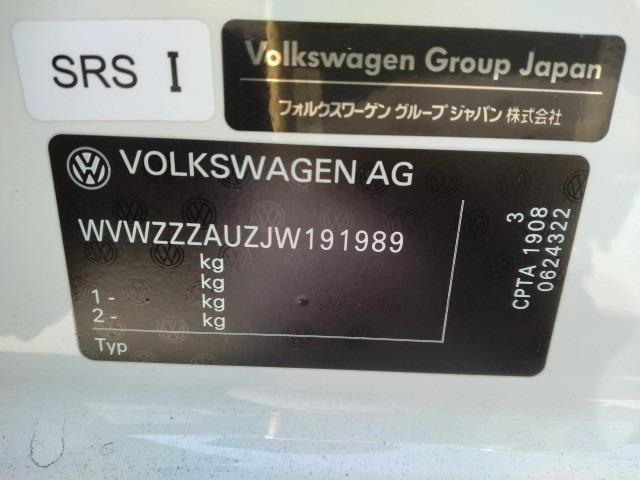 SRS I
Volkswagen Group Japan
フォルクスワーゲン グループ ジャパン 株式会社
VOLKSWAGEN AG
WVWZZZAUZJW191989
kg
kg
1 - kg
2 - kg
Typ
3
CPTA 1908
0624322